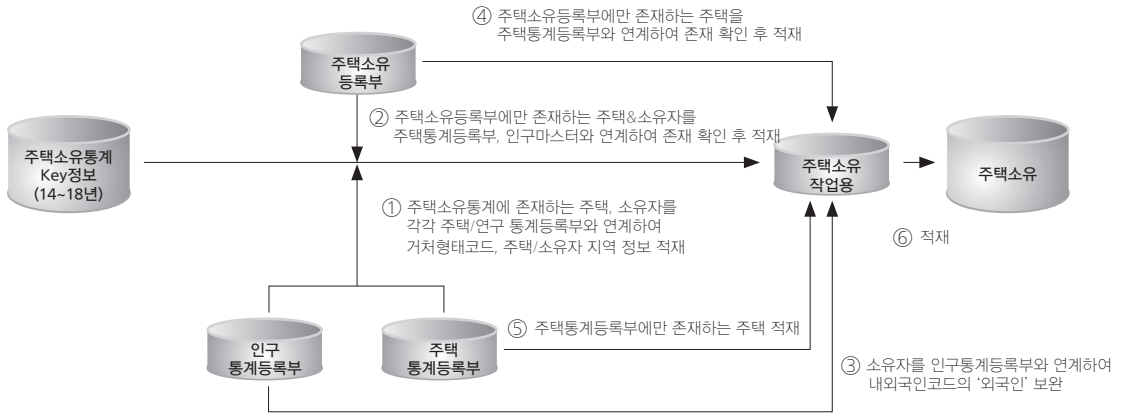 ④ 주택소유등록부에만 존재하는 주택을
주택통계등록부와 연계하여 존재 확인 후 적재
주택소유
등록부
② 주택소유등록부에만 존재하는 주택&소유자를
주택통계등록부, 인구마스터와 연계하여 존재 확인 후 적재
주택소유통계
Key정보
(14~18년)
주택소유
작업용
주택소유
① 주택소유통계에 존재하는 주택, 소유자를
각각 주택/연구 통계등록부와 연계하여
거처형태코드, 주택/소유자 지역 정보 적재
⑥ 적재
인구
통계등록부
주택
통계등록부
⑤ 주택통계등록부에만 존재하는 주택 적재
③ 소유자를 인구통계등록부와 연계하여
내외국인코드의 '외국인' 보완